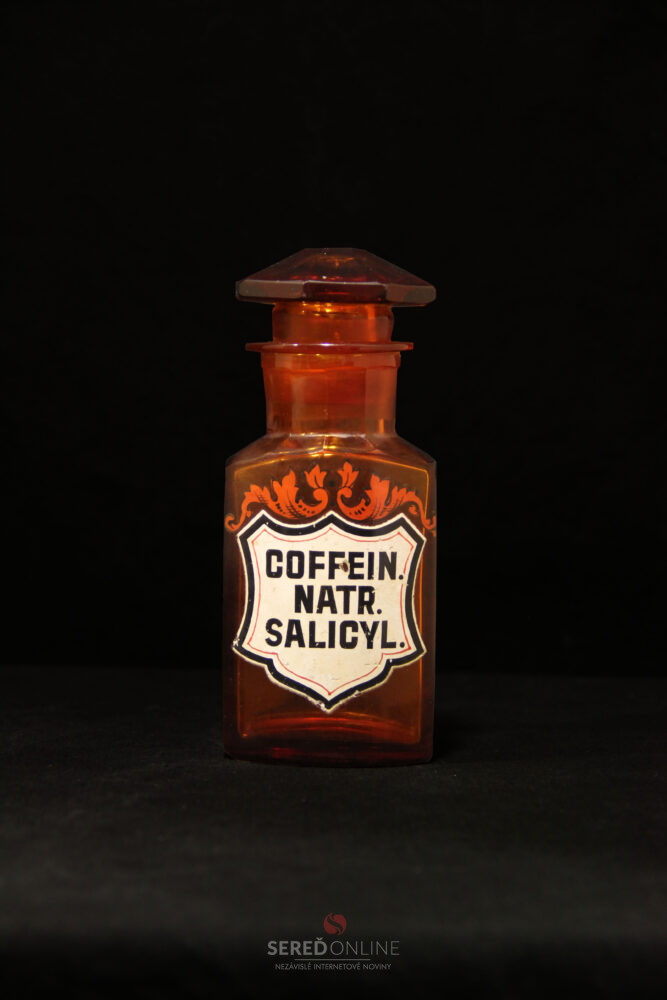 COFFEIN.
NATR.
SALICYL.
SEREĎONLINE
NEZÁVISLÉ INTERNETOVÉ NOVINY